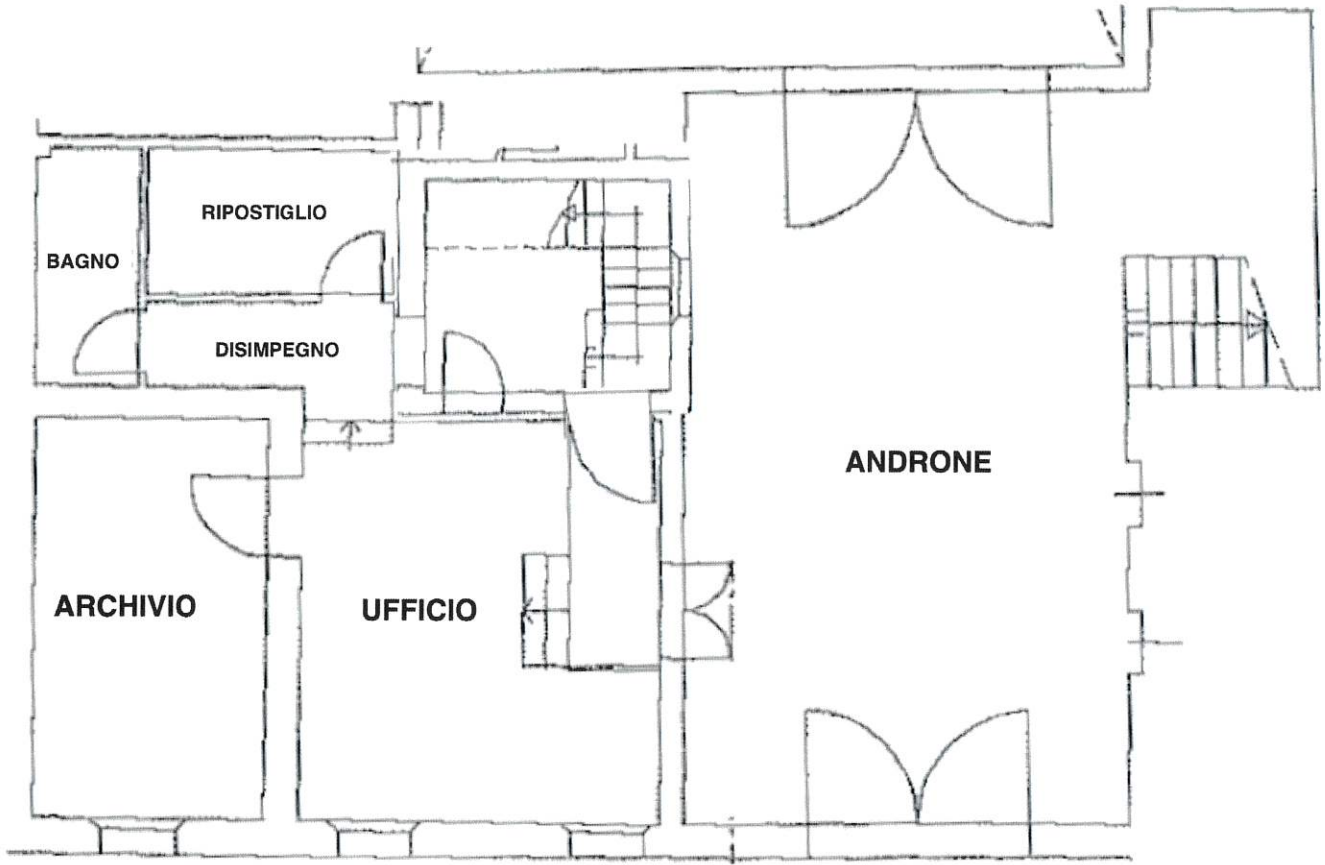 RIPOSTIGLIO
BAGNO
DISIMPEGNO
ANDRONE
ARCHIVIO
UFFICIO